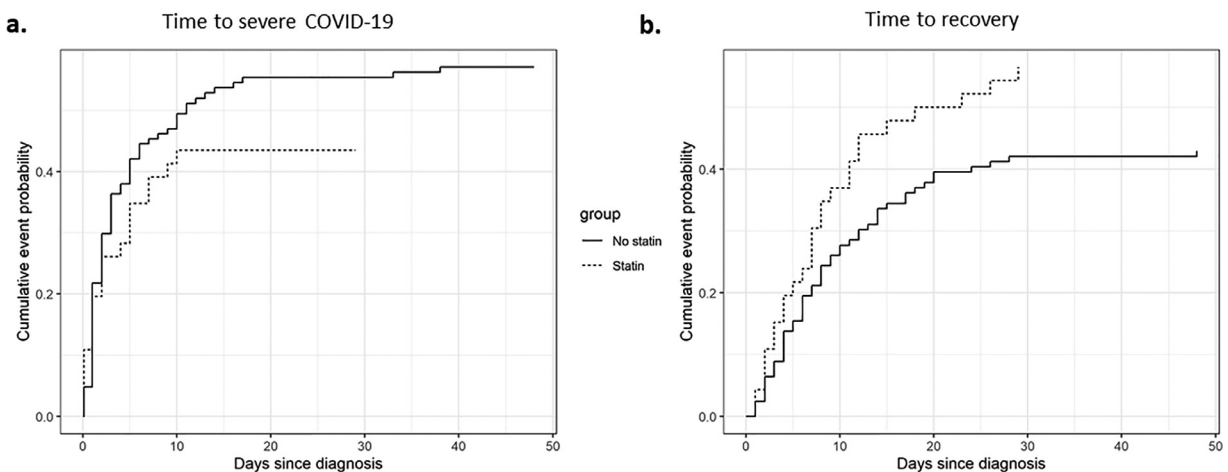 a.
Time to severe COVID-19
Cumulative event probability
0.4
0.2
0.0
0
10
20
30
40
50
Days since diagnosis
group
No statin
Statin
b.
Time to recovery
Cumulative event probability
0.4
0.2
0.0
0
10
20
30
40
50
Days since diagnosis